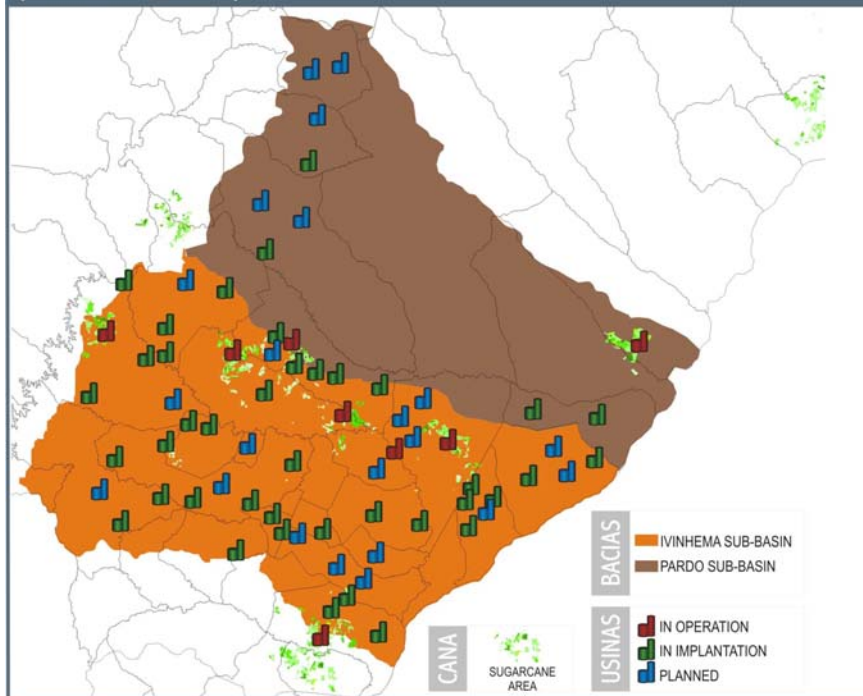 BACIAS
IVINHEMA SUB-BASIN
PARDO SUB-BASIN
CANA
SUGARCANE
AREA
USINAS
IN OPERATION
IN IMPLANTATION
PLANNED